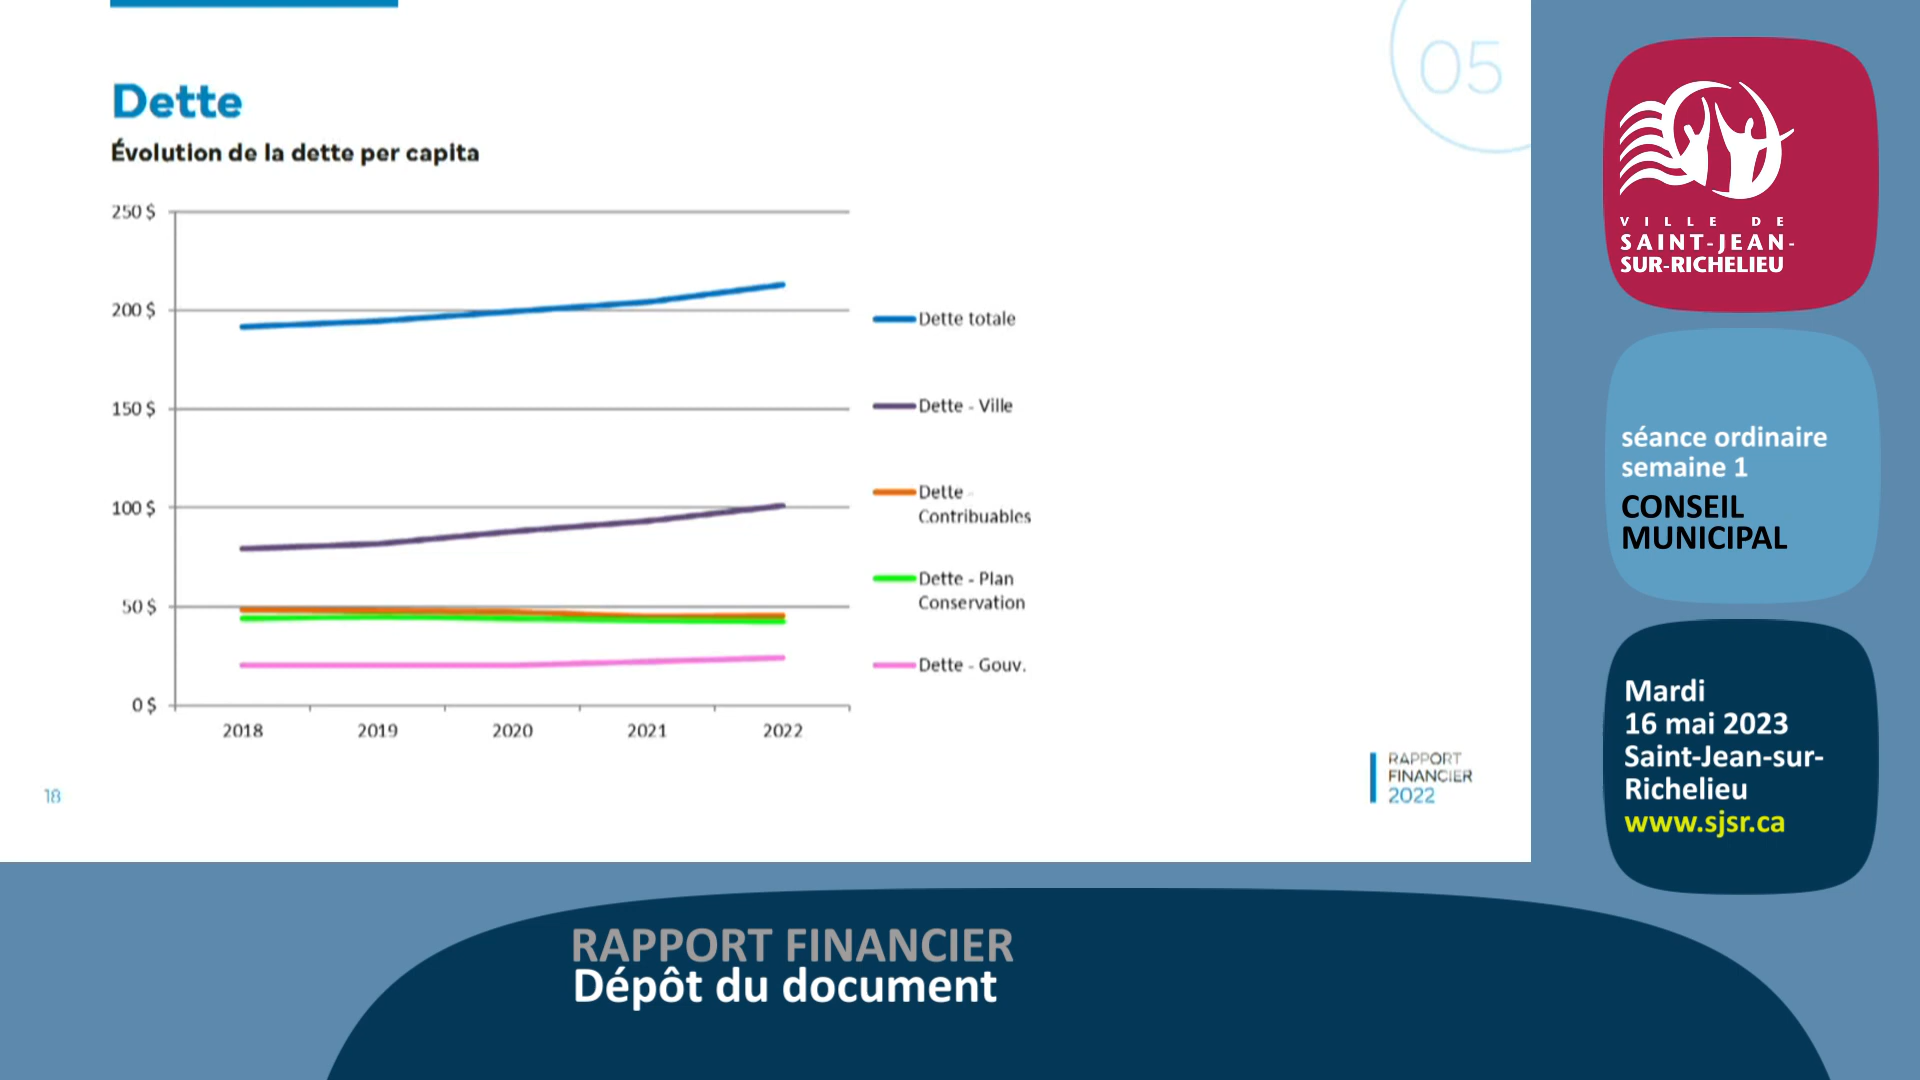 05
Dette
Évolution de la dette per capita
250 $
200 $
150 $
100 $
50 $
0 $
2018 2019 2020 2021 2022
Dette totale
Dette - Ville
Dette -
Contribuables
Dette - Plan
Conservation
Dette - Gouv.
18
RAPPORT
FINANCIER
2022
VILLE DE
SAINT-JEAN-
SUR-RICHELIEU
séance ordinaire
semaine 1
CONSEIL
MUNICIPAL
Mardi
16 mai 2023
Saint-Jean-sur-
Richelieu
www.sjsr.ca
RAPPORT FINANCIER
Dépôt du document